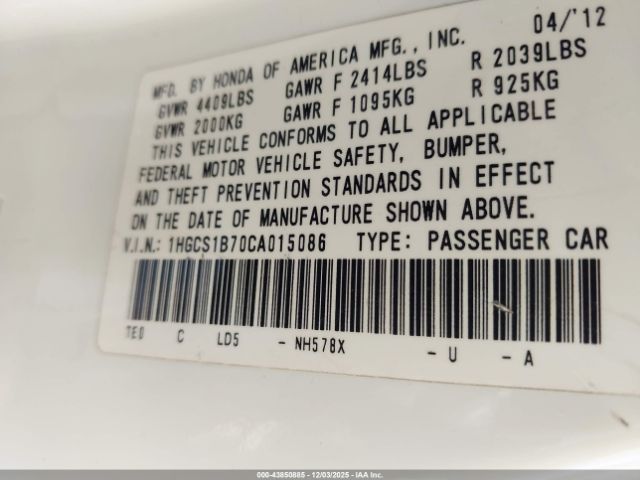 MFD. BY HONDA OF AMERICA MFG., INC. 04/'12
GVWR 4409LBS GAWR F 2414LBS R 2039LBS
GVWR 2000KG GAWR F 1095KG R 925KG
THIS VEHICLE CONFORMS TO ALL APPLICABLE
FEDERAL MOTOR VEHICLE SAFETY, BUMPER,
AND THEFT PREVENTION STANDARDS IN EFFECT
ON THE DATE OF MANUFACTURE SHOWN ABOVE.
V.I.N.: 1HGCS1B70CA015086 TYPE: PASSENGER CAR
TE0 C LD5 - NH578X - U - A
000-43850885 - 12/03/2025 - IAA Inc.